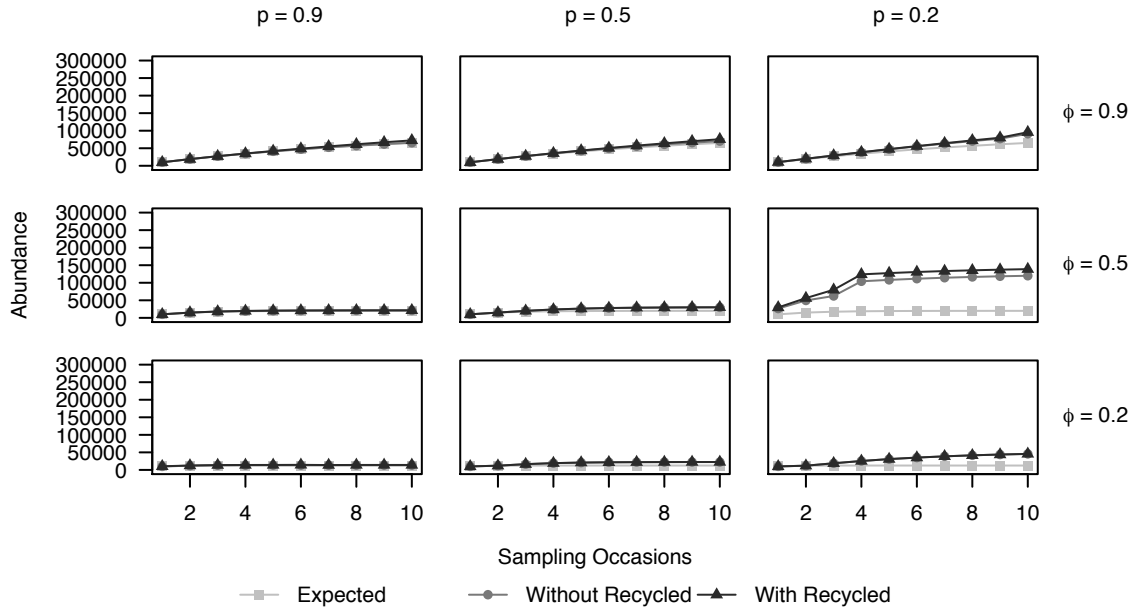 p = 0.9 p = 0.5 p = 0.2
300000
250000
200000
150000
100000
50000
0
ϕ = 0.9
300000
250000
200000
150000
100000
50000
0
ϕ = 0.5
Abundance
300000
250000
200000
150000
100000
50000
0
ϕ = 0.2
2 4 6 8 10 2 4 6 8 10 2 4 6 8 10
Sampling Occasions
Expected Without Recycled With Recycled